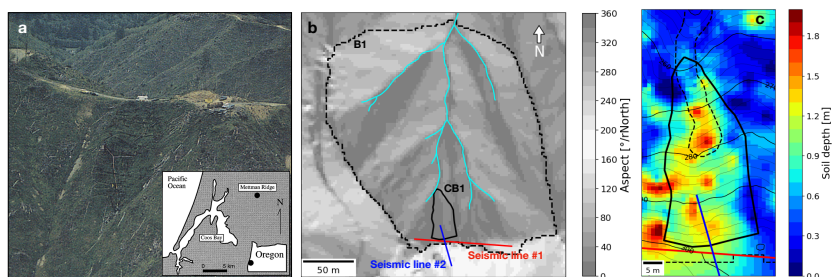 a
Pacific
Ocean
Mettman Ridge
N
Coos Bay
Oregon
0 5 km
b
B1
N
CB1
Seismic line #1
Seismic line #2
50 m
360
320
280
240
200
160
120
80
40
0
Aspect [°/rNorth]
c
280
5 m
1.8
1.5
1.2
0.9
0.6
0.3
0.0
Soil depth [m]